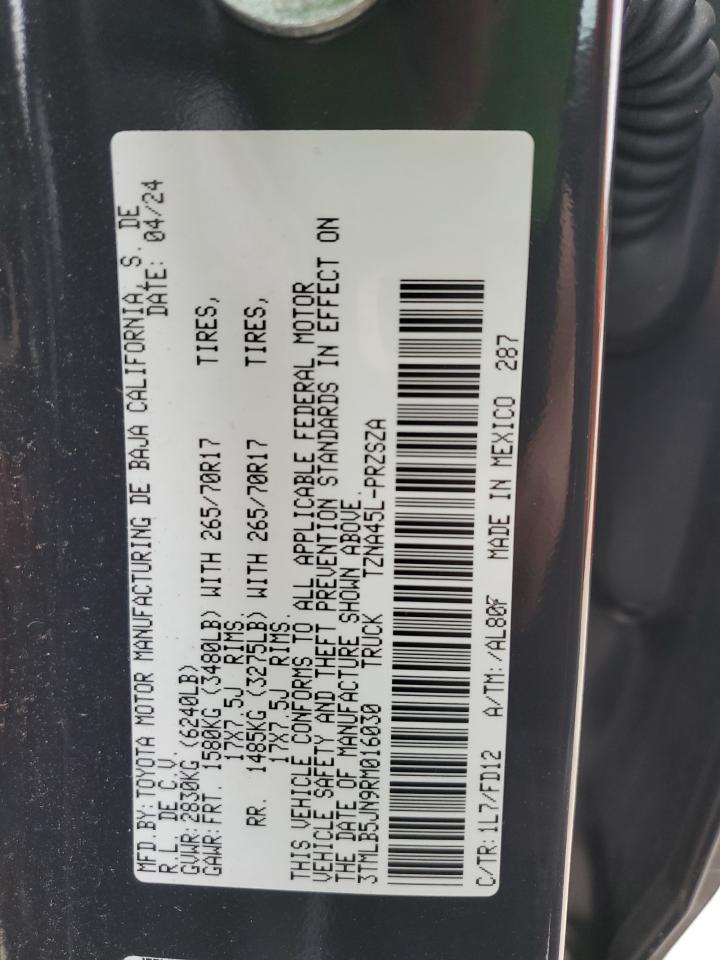 MFD.BY:TOYOTA MOTOR MANUFACTURING DE BAJA CALIFORNIA, S. DE
R.L. DE C.V. DATE: 04/24
GVWR:2830KG (6240LB)
GAWR:FRT. 1580KG (3480LB) WITH 265/70R17 TIRES,
17X7.5J RIMS.
RR. 1485KG (3275LB) WITH 265/70R17 TIRES,
17X7.5J RIMS.
THIS VEHICLE CONFORMS TO ALL APPLICABLE FEDERAL MOTOR
VEHICLE SAFETY AND THEFT PREVENTION STANDARDS IN EFFECT ON
THE DATE OF MANUFACTURE SHOWN ABOVE.
3TMLB5JN9RM016030 TRUCK TZNA45L-PRZSZA
C/TR:1L7/FD12 A/TM:/AL80F MADE IN MEXICO 287